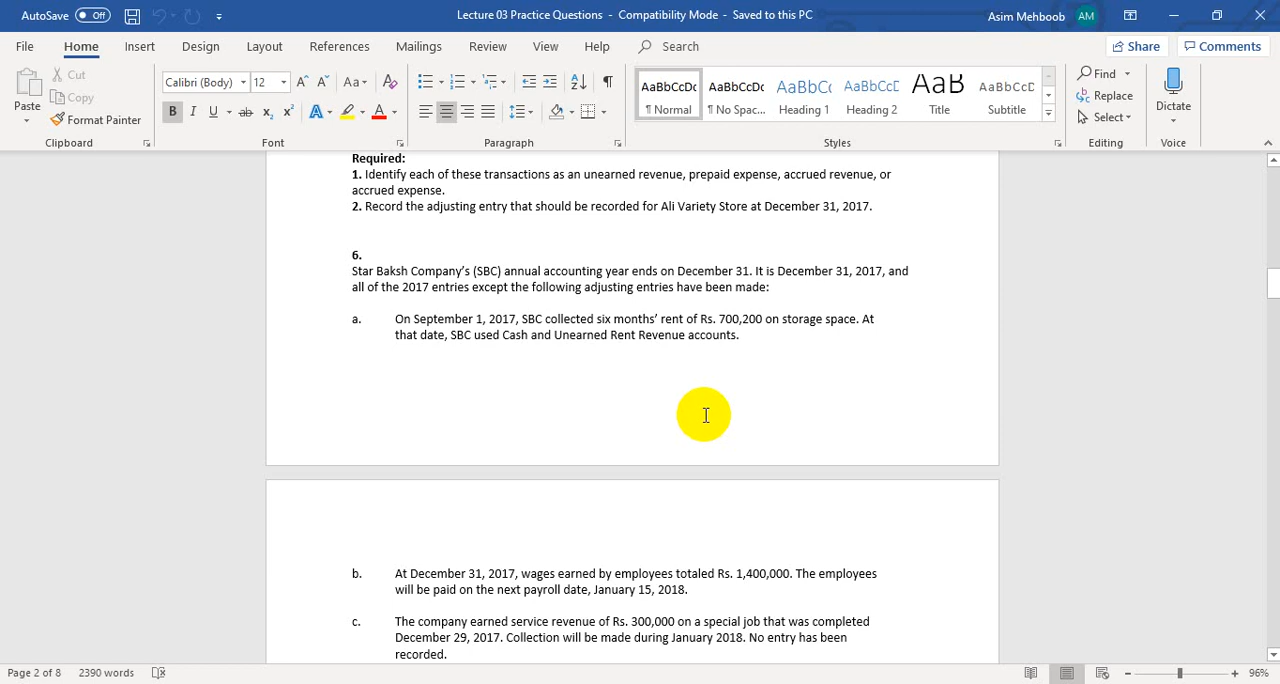 AutoSave Off Lecture 03 Practice Questions - Compatibility Mode - Saved to this PC Asim Mehboob AM
File Home Insert Design Layout References Mailings Review View Help Search Share Comments
Paste
Cut
Copy
Format Painter
Clipboard
Calibri (Body) 12
Font
Paragraph
AaBbCcDc AaBbCcDc AaBbCc AaBbCcD AaB AaBbCcD
¶ Normal ¶ No Spac... Heading 1 Heading 2 Title Subtitle
Styles
Find
Replace
Select
Editing
Dictate
Voice
Required:
1. Identify each of these transactions as an unearned revenue, prepaid expense, accrued revenue, or
accrued expense.
2. Record the adjusting entry that should be recorded for Ali Variety Store at December 31, 2017.
6.
Star Baksh Company's (SBC) annual accounting year ends on December 31. It is December 31, 2017, and
all of the 2017 entries except the following adjusting entries have been made:
a. On September 1, 2017, SBC collected six months' rent of Rs. 700,200 on storage space. At
that date, SBC used Cash and Unearned Rent Revenue accounts.
b. At December 31, 2017, wages earned by employees totaled Rs. 1,400,000. The employees
will be paid on the next payroll date, January 15, 2018.
c. The company earned service revenue of Rs. 300,000 on a special job that was completed
December 29, 2017. Collection will be made during January 2018. No entry has been
recorded.
Page 2 of 8 2390 words 96%